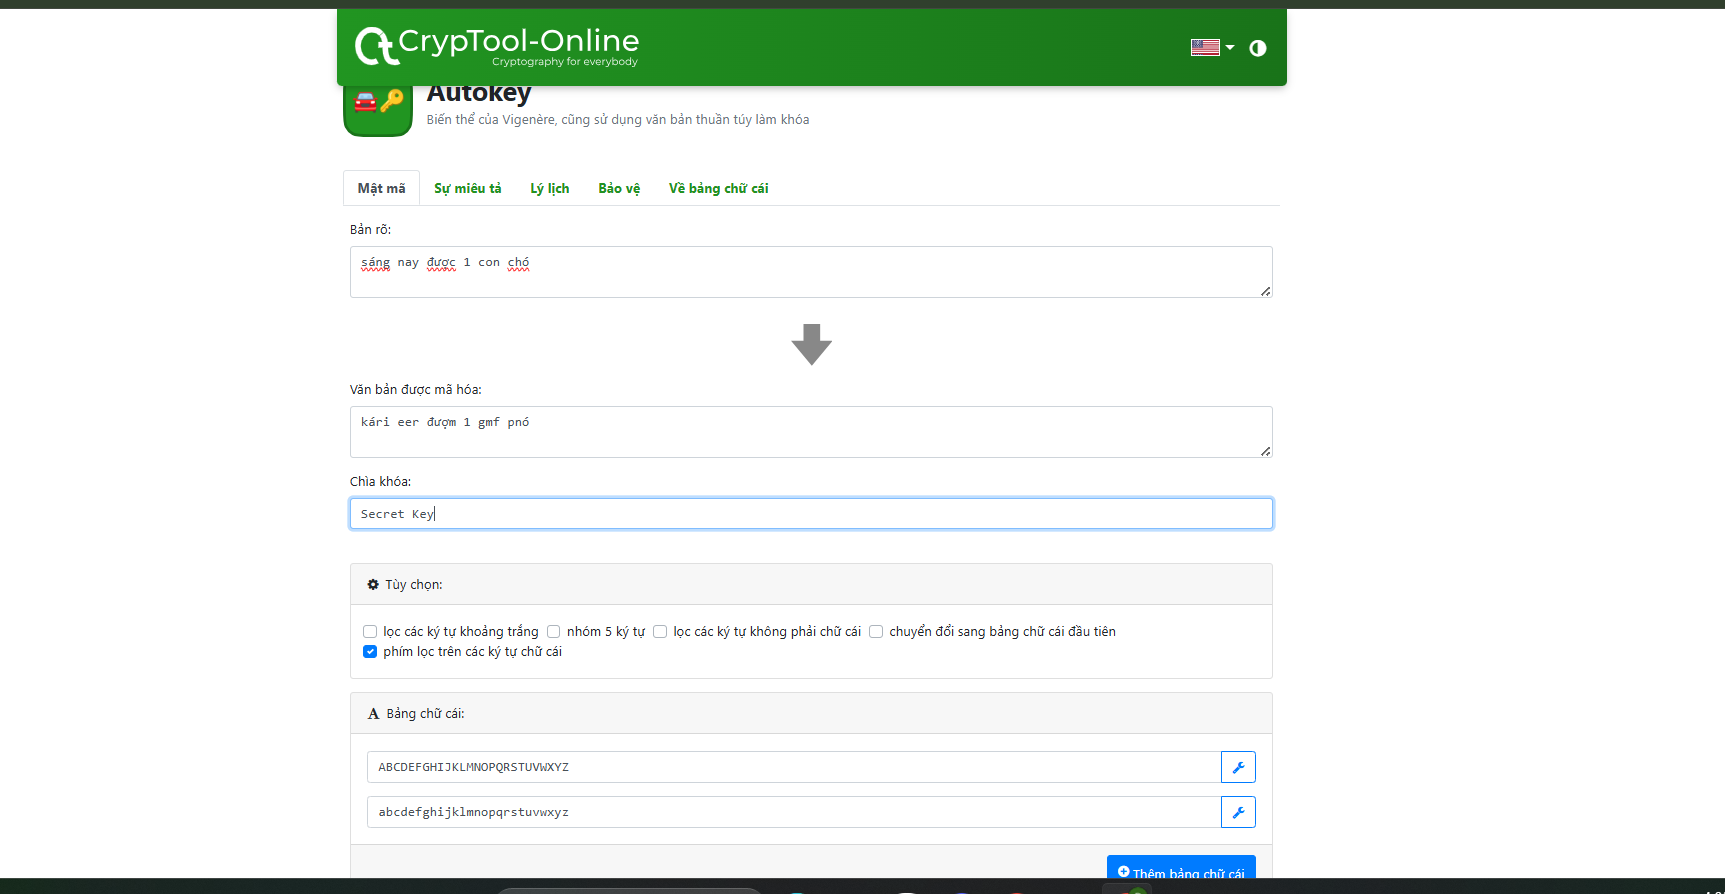 CrypTool-Online
Cryptography for everybody
Autokey
Biến thể của Vigenère, cũng sử dụng văn bản thuần túy làm khóa
Mật mã Sự miêu tả Lý lịch Bảo vệ Về bảng chữ cái
Bản rõ:
sáng nay được 1 con chó
Văn bản được mã hóa:
kári eer đượm 1 gmf pnó
Chìa khóa:
Secret Key
Tùy chọn:
lọc các ký tự khoảng trắng nhóm 5 ký tự lọc các ký tự không phải chữ cái chuyển đổi sang bảng chữ cái đầu tiên
phím lọc trên các ký tự chữ cái
A Bảng chữ cái:
ABCDEFGHIJKLMNOPQRSTUVWXYZ
abcdefghijklmnopqrstuvwxyz
Thêm bảng chữ cái